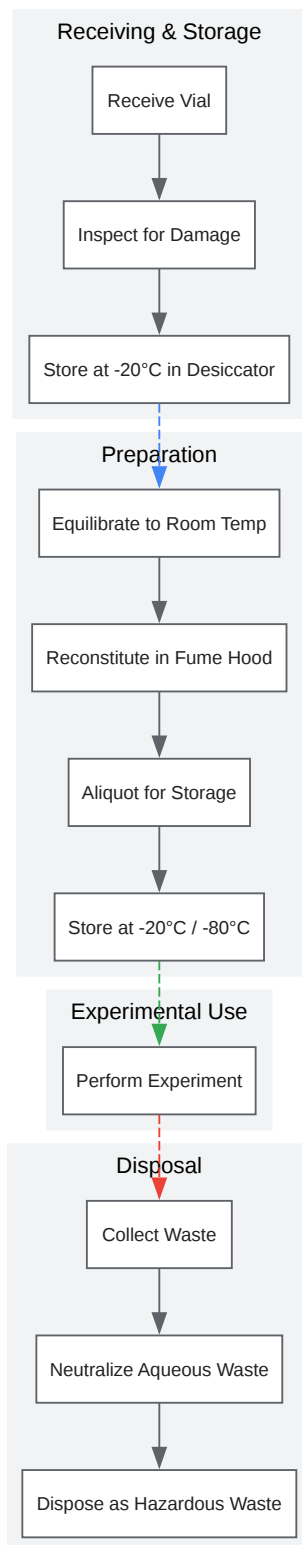 Receiving & Storage
Receive Vial
Inspect for Damage
Store at -20°C in Desiccator
Preparation
Equilibrate to Room Temp
Reconstitute in Fume Hood
Aliquot for Storage
Store at -20°C / -80°C
Experimental Use
Perform Experiment
Disposal
Collect Waste
Neutralize Aqueous Waste
Dispose as Hazardous Waste